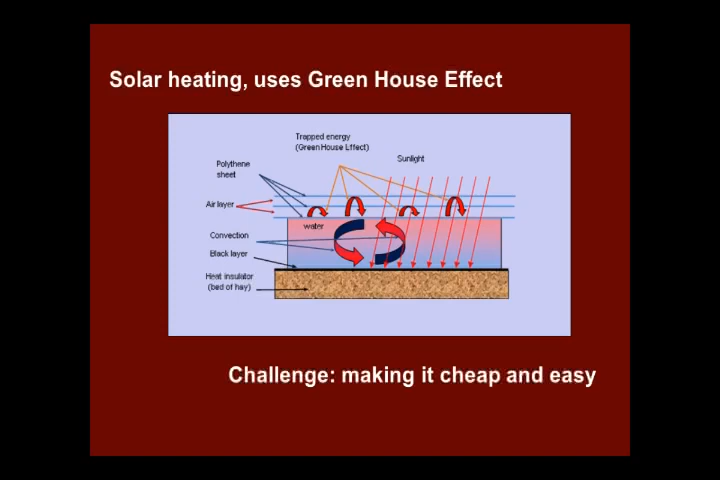 Solar heating, uses Green House Effect
Trapped energy
(Green House Effect)
Sunlight
Polythene
sheet
Air layer
water
Convection
Black layer
Heat insulator
(bed of hay)
Challenge: making it cheap and easy